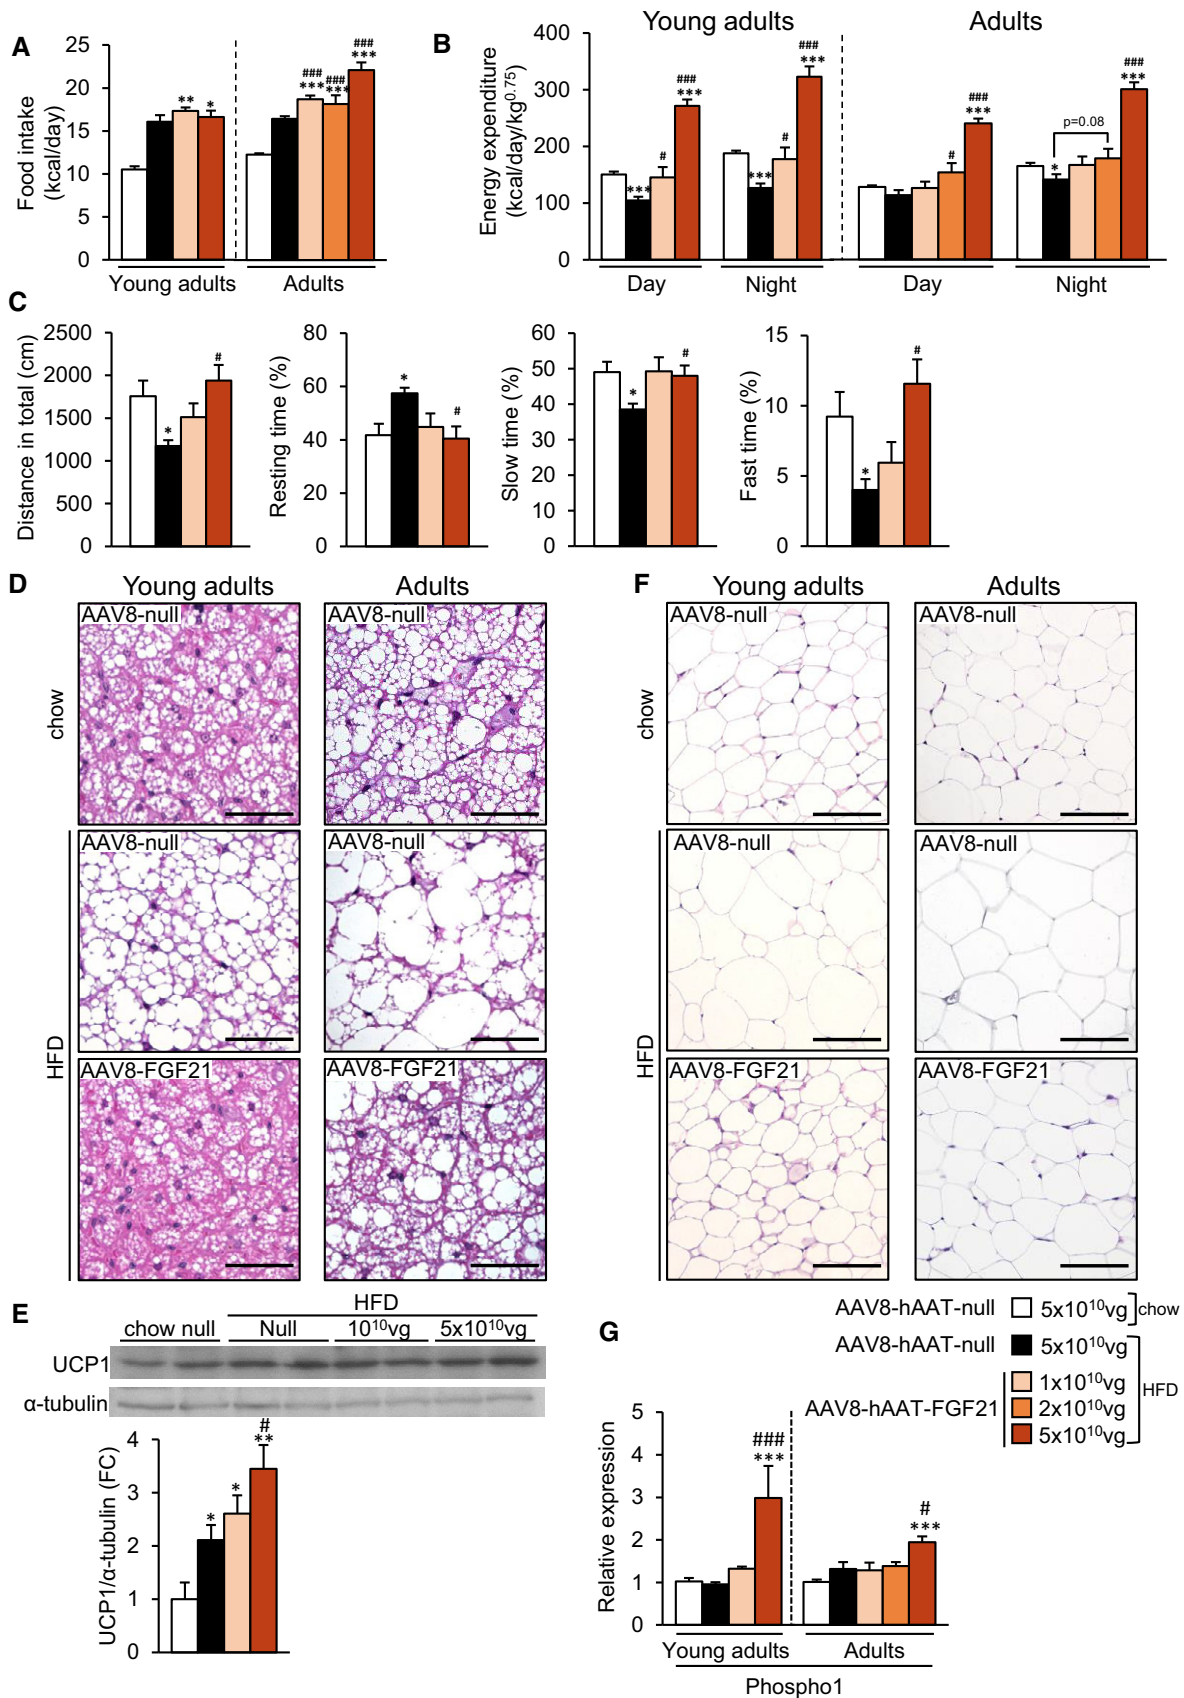 A
Food intake
(kcal/day)
25
20
15
10
5
0
**
*
###
***
###
***
###
***
Young adults
Adults
B
Young adults
Adults
Energy expenditure
(kcal/day/kg0.75)
400
300
200
100
0
***
#
###
***
***
#
###
***
#
###
***
*
p=0.08
###
***
Day
Night
Day
Night
C
Distance in total (cm)
2500
2000
1500
1000
500
0
*
#
Resting time (%)
80
60
40
20
0
*
#
Slow time (%)
60
50
40
30
20
10
0
*
#
Fast time (%)
15
10
5
0
*
#
D
Young adults
Adults
chow
AAV8-null
AAV8-null
HFD
AAV8-null
AAV8-null
AAV8-FGF21
AAV8-FGF21
F
Young adults
Adults
chow
AAV8-null
AAV8-null
HFD
AAV8-null
AAV8-null
AAV8-FGF21
AAV8-FGF21
E
HFD
chow null
Null
10¹⁰vg
5x10¹⁰vg
UCP1
α-tubulin
UCP1/α-tubulin (FC)
4
3
2
1
0
*
*
#
**
AAV8-hAAT-null
5x10¹⁰vg
chow
AAV8-hAAT-null
5x10¹⁰vg
AAV8-hAAT-FGF21
1x10¹⁰vg
2x10¹⁰vg
5x10¹⁰vg
HFD
G
Relative expression
5
4
3
2
1
0
###
***
#
***
Young adults
Adults
Phospho1